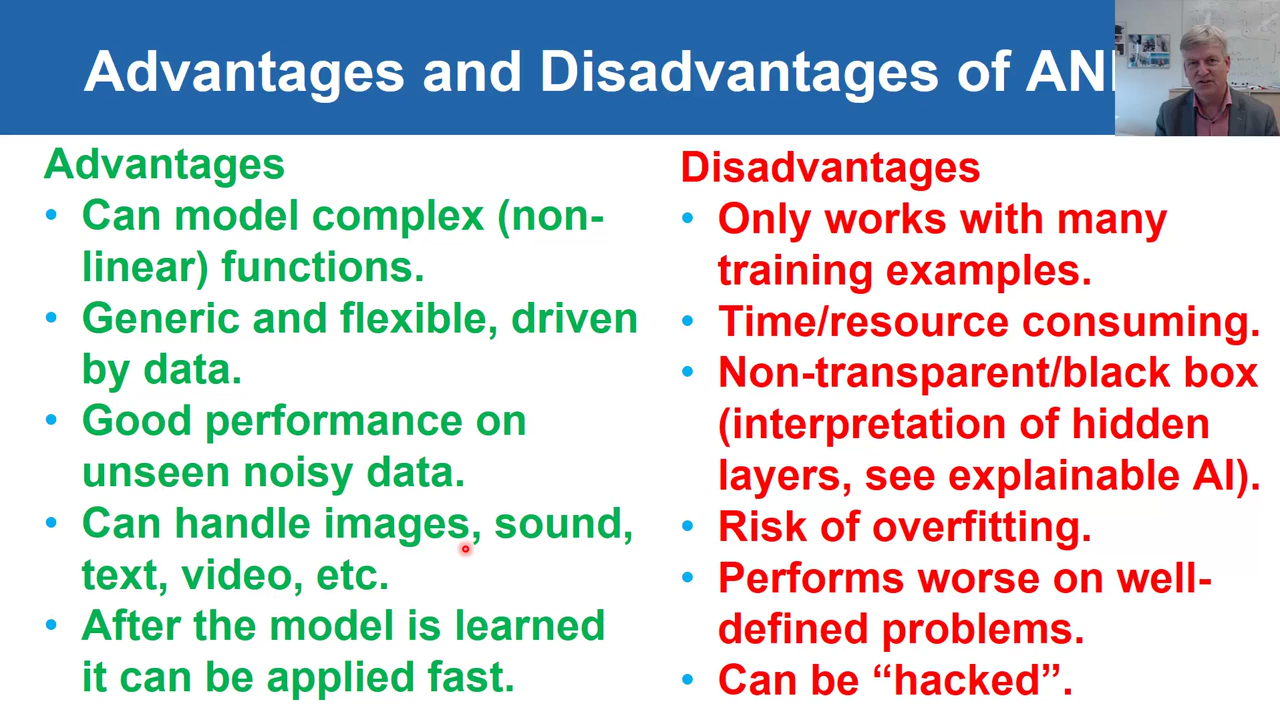 Advantages and Disadvantages of
Advantages
• Can model complex (non-
linear) functions.
• Generic and flexible, driven
by data.
• Good performance on
unseen noisy data.
• Can handle images, sound,
text, video, etc.
• After the model is learned
it can be applied fast.
Disadvantages
• Only works with many
training examples.
• Time/resource consuming.
• Non-transparent/black box
(interpretation of hidden
layers, see explainable AI).
• Risk of overfitting.
• Performs worse on well-
defined problems.
• Can be “hacked”.